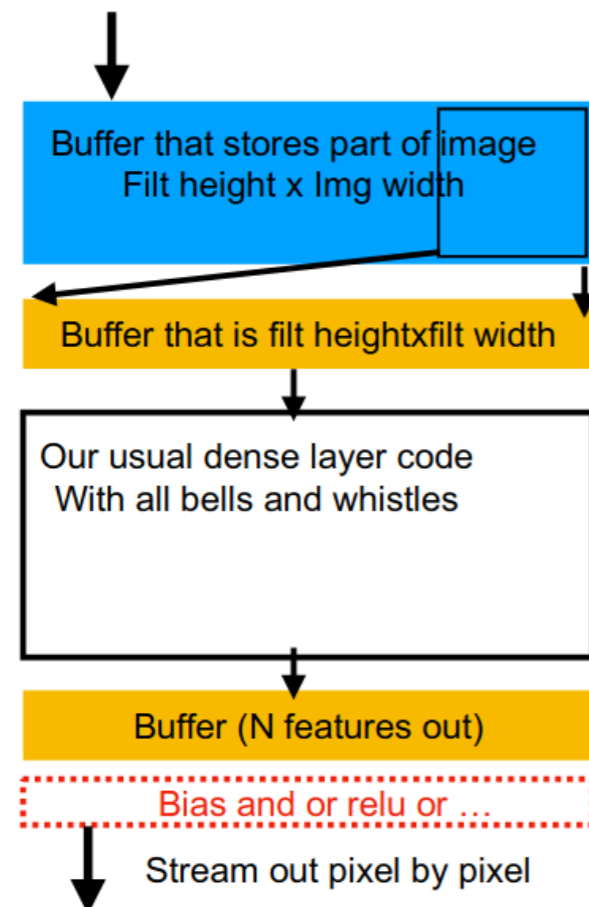 Buffer that stores part of image
Filt height x Img width
Buffer that is filt heightxfilt width
Our usual dense layer code
With all bells and whistles
Buffer (N features out)
Bias and or relu or ...
Stream out pixel by pixel